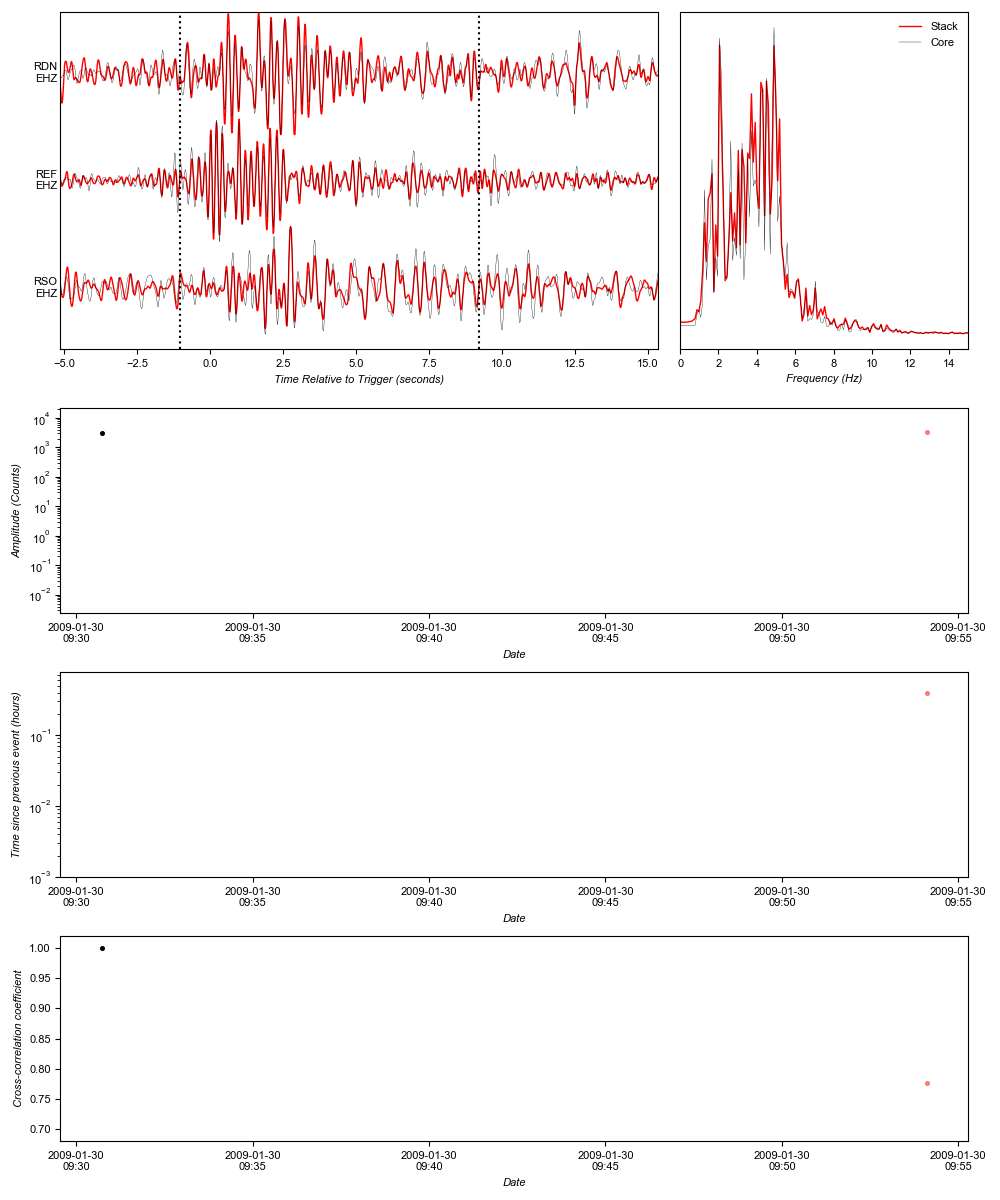 RDN
EHZ
REF
EHZ
RSO
EHZ
−5.0 −2.5 0.0 2.5 5.0 7.5 10.0 12.5 15.0
Time Relative to Trigger (seconds)
Stack
Core
0 2 4 6 8 10 12 14
Frequency (Hz)
10⁴
10³
10²
10¹
10⁰
10⁻¹
10⁻²
Amplitude (Counts)
2009-01-30 2009-01-30 2009-01-30 2009-01-30 2009-01-30 2009-01-30
09:30 09:35 09:40 09:45 09:50 09:55
Date
10⁻¹
10⁻²
10⁻³
Time since previous event (hours)
2009-01-30 2009-01-30 2009-01-30 2009-01-30 2009-01-30 2009-01-30
09:30 09:35 09:40 09:45 09:50 09:55
Date
1.00
0.95
0.90
0.85
0.80
0.75
0.70
Cross-correlation coefficient
2009-01-30 2009-01-30 2009-01-30 2009-01-30 2009-01-30 2009-01-30
09:30 09:35 09:40 09:45 09:50 09:55
Date